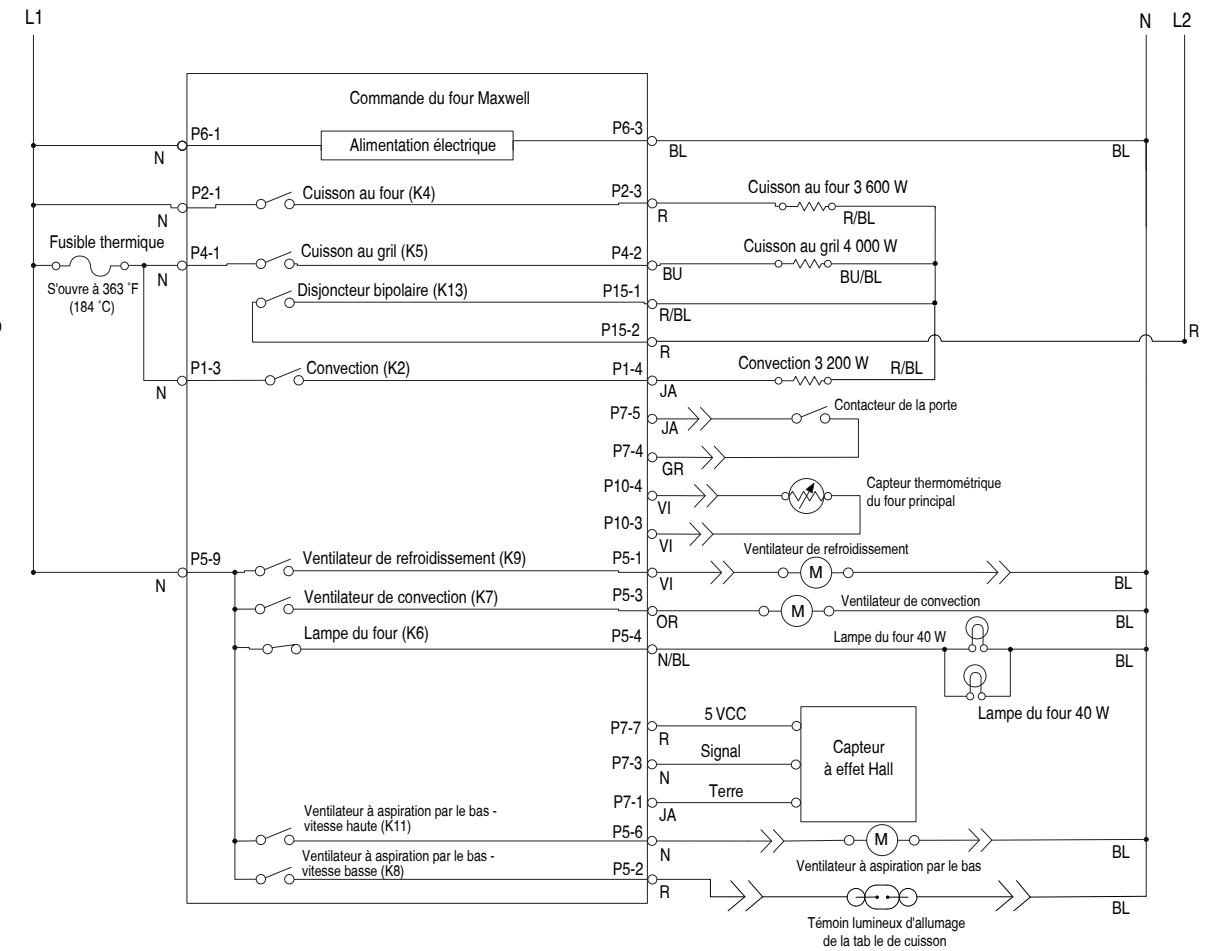 L1
N L2
Commande du four Maxwell
P6-1
Alimentation électrique
P6-3
N
BL
BL
P2-1
Cuisson au four (K4)
P2-3
Cuisson au four 3 600 W
N
R
R/BL
Fusible thermique
P4-1
Cuisson au gril (K5)
P4-2
Cuisson au gril 4 000 W
N
BU
BU/BL
S'ouvre à 363 ˚F
(184 ˚C)
Disjoncteur bipolaire (K13)
P15-1
R/BL
P15-2
R
R
P1-3
Convection (K2)
P1-4
Convection 3 200 W
R/BL
N
JA
P7-5
Contacteur de la porte
JA
P7-4
GR
P10-4
Capteur thermométrique
du four principal
VI
P10-3
VI
P5-9
Ventilateur de refroidissement (K9)
P5-1
Ventilateur de refroidissement
M
N
VI
BL
Ventilateur de convection (K7)
P5-3
Ventilateur de convection
M
OR
BL
Lampe du four (K6)
P5-4
Lampe du four 40 W
N/BL
BL
Lampe du four 40 W
P7-7
5 VCC
R
P7-3
Signal
N
Capteur
à effet Hall
P7-1
Terre
JA
Ventilateur à aspiration par le bas -
vitesse haute (K11)
P5-6
M
N
BL
Ventilateur à aspiration par le bas
Ventilateur à aspiration par le bas -
vitesse basse (K8)
P5-2
R
BL
Témoin lumineux d'allumage
de la tab le de cuisson